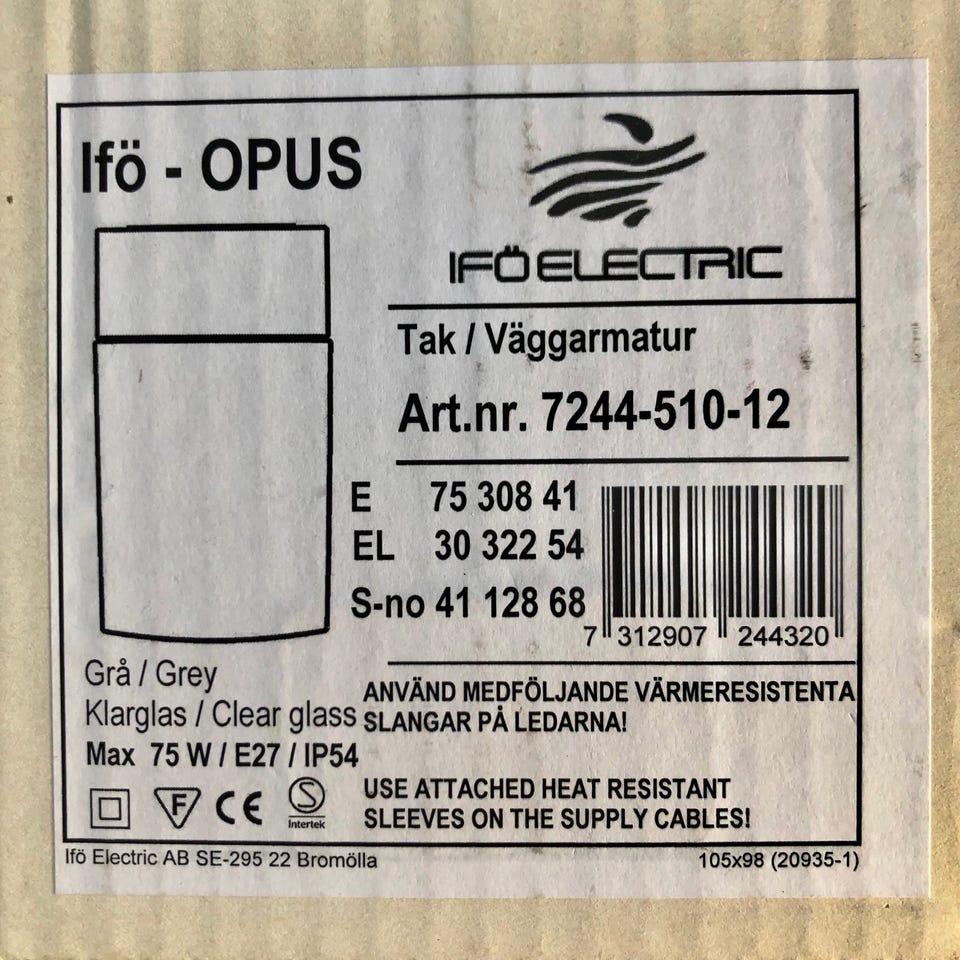 Ifö - OPUS
IFÖ ELECTRIC
Tak / Väggarmatur
Art.nr. 7244-510-12
E 75 308 41
EL 30 322 54
S-no 41 128 68
7 312907 244320
Grå / Grey
Klarglas / Clear glass
Max 75 W / E27 / IP54
F CE S
Intertek
ANVÄND MEDFÖLJANDE VÄRMERESISTENTA
SLANGAR PÅ LEDARNA!
USE ATTACHED HEAT RESISTANT
SLEEVES ON THE SUPPLY CABLES!
Ifö Electric AB SE-295 22 Bromölla
105x98 (20935-1)